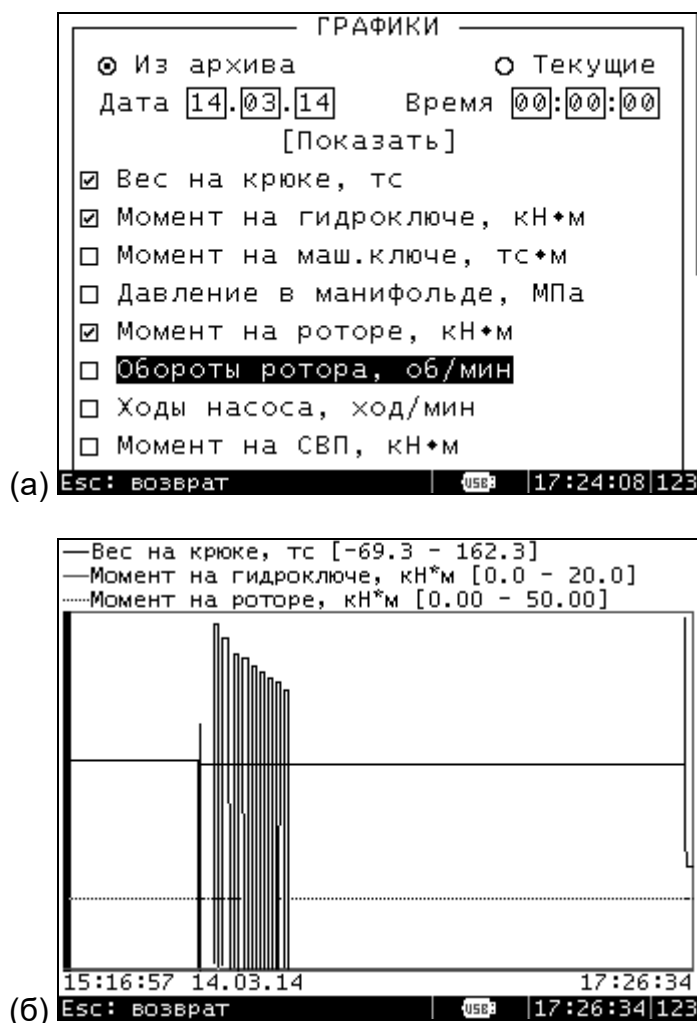 ГРАФИКИ
Из архива Текущие
Дата 14.03.14 Время 00:00:00
[Показать]
Вес на крюке, тс
Момент на гидроключе, кН•м
Момент на маш.ключе, тс•м
Давление в манифольде, МПа
Момент на роторе, кН•м
Обороты ротора, об/мин
Ходы насоса, ход/мин
Момент на СВП, кН•м
(а) Esc: возврат USB 17:24:08 123
Вес на крюке, тс [-69.3 - 162.3]
Момент на гидроключе, кН*м [0.0 - 20.0]
Момент на роторе, кН*м [0.00 - 50.00]
15:16:57 14.03.14 17:26:34
(б) Esc: возврат USB 17:26:34 123